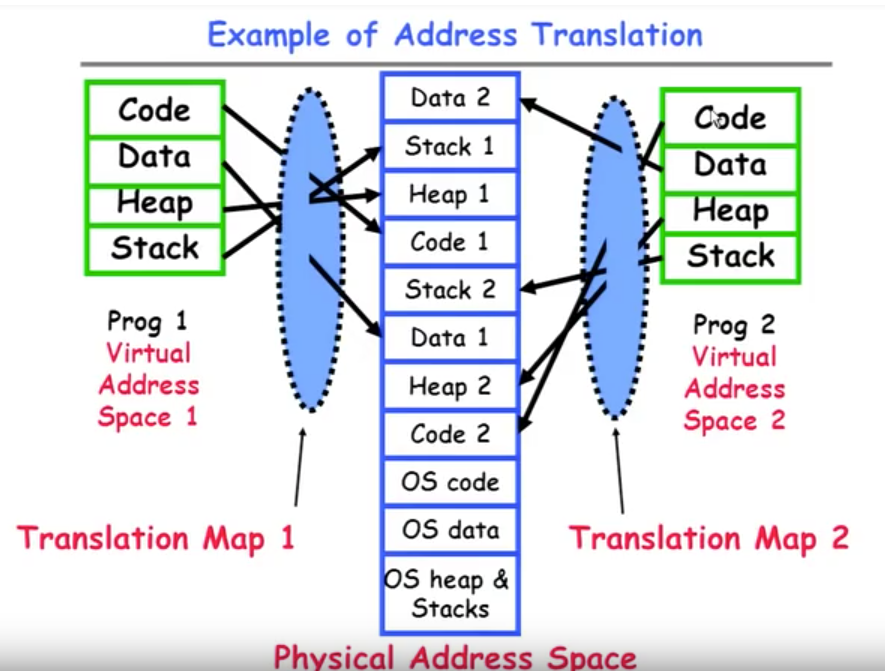 Example of Address Translation
Code
Data
Heap
Stack
Prog 1
Virtual
Address
Space 1
Translation Map 1
Data 2
Stack 1
Heap 1
Code 1
Stack 2
Data 1
Heap 2
Code 2
OS code
OS data
OS heap &
Stacks
Physical Address Space
Code
Data
Heap
Stack
Prog 2
Virtual
Address
Space 2
Translation Map 2